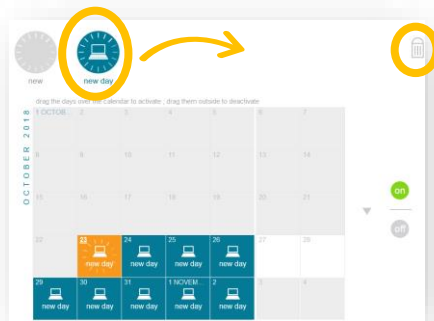 new
new day
drag the days over the calendar to activate ; drag them outside to deactivate
OCTOBER 2018
1 OCTOB... 2 3 4 5 6 7
8 9 10 11 12 13 14
15 16 17 18 19 20 21
22 23 24 25 26 27 28
new day new day new day new day
29 30 31 1 NOVEM... 2 3 4
new day new day new day new day new day
on
off